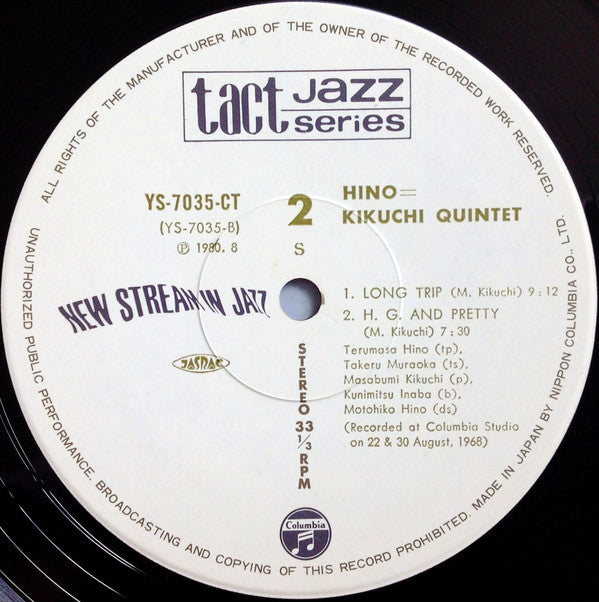 ALL RIGHTS OF THE MANUFACTURER AND OF THE OWNER OF THE RECORDED WORK RESERVED.
UNAUTHORIZED PUBLIC PERFORMANCE, BROADCASTING AND COPYING OF THIS RECORD PROHIBITED. MADE IN JAPAN BY NIPPON COLUMBIA CO., LTD.
tact jazz
series
YS-7035-CT
(YS-7035-B)
Ⓟ 1980. 8
2
S
HINO=
KIKUCHI QUINTET
NEW STREAM IN JAZZ
JASRAC
STEREO 33 1/3 RPM
1. LONG TRIP (M. Kikuchi) 9:12
2. H. G. AND PRETTY
(M. Kikuchi) 7:30
Terumasa Hino (tp),
Takeru Muraoka (ts),
Masabumi Kikuchi (p),
Kunimitsu Inaba (b),
Motohiko Hino (ds)
(Recorded at Columbia Studio
on 22 & 30 August, 1968)
Columbia